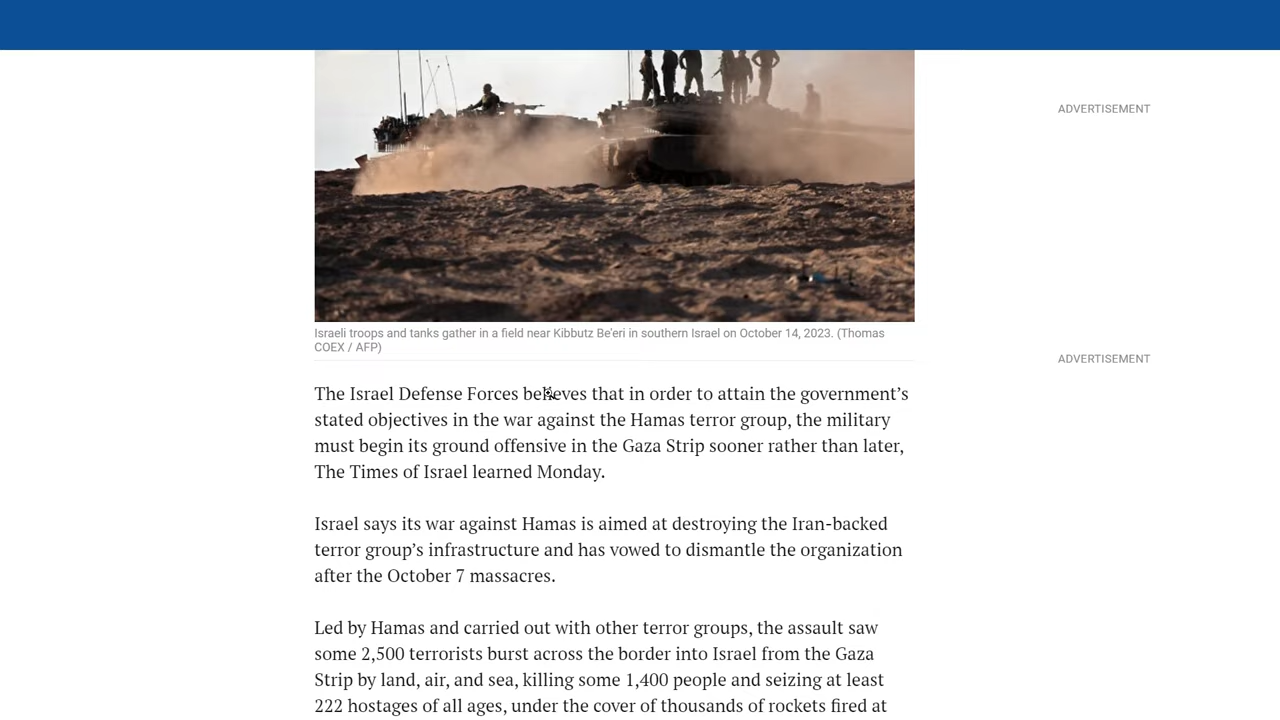 ADVERTISEMENT
Israeli troops and tanks gather in a field near Kibbutz Be'eri in southern Israel on October 14, 2023. (Thomas
COEX / AFP)
ADVERTISEMENT
The Israel Defense Forces believes that in order to attain the government’s
stated objectives in the war against the Hamas terror group, the military
must begin its ground offensive in the Gaza Strip sooner rather than later,
The Times of Israel learned Monday.
Israel says its war against Hamas is aimed at destroying the Iran-backed
terror group’s infrastructure and has vowed to dismantle the organization
after the October 7 massacres.
Led by Hamas and carried out with other terror groups, the assault saw
some 2,500 terrorists burst across the border into Israel from the Gaza
Strip by land, air, and sea, killing some 1,400 people and seizing at least
222 hostages of all ages, under the cover of thousands of rockets fired at